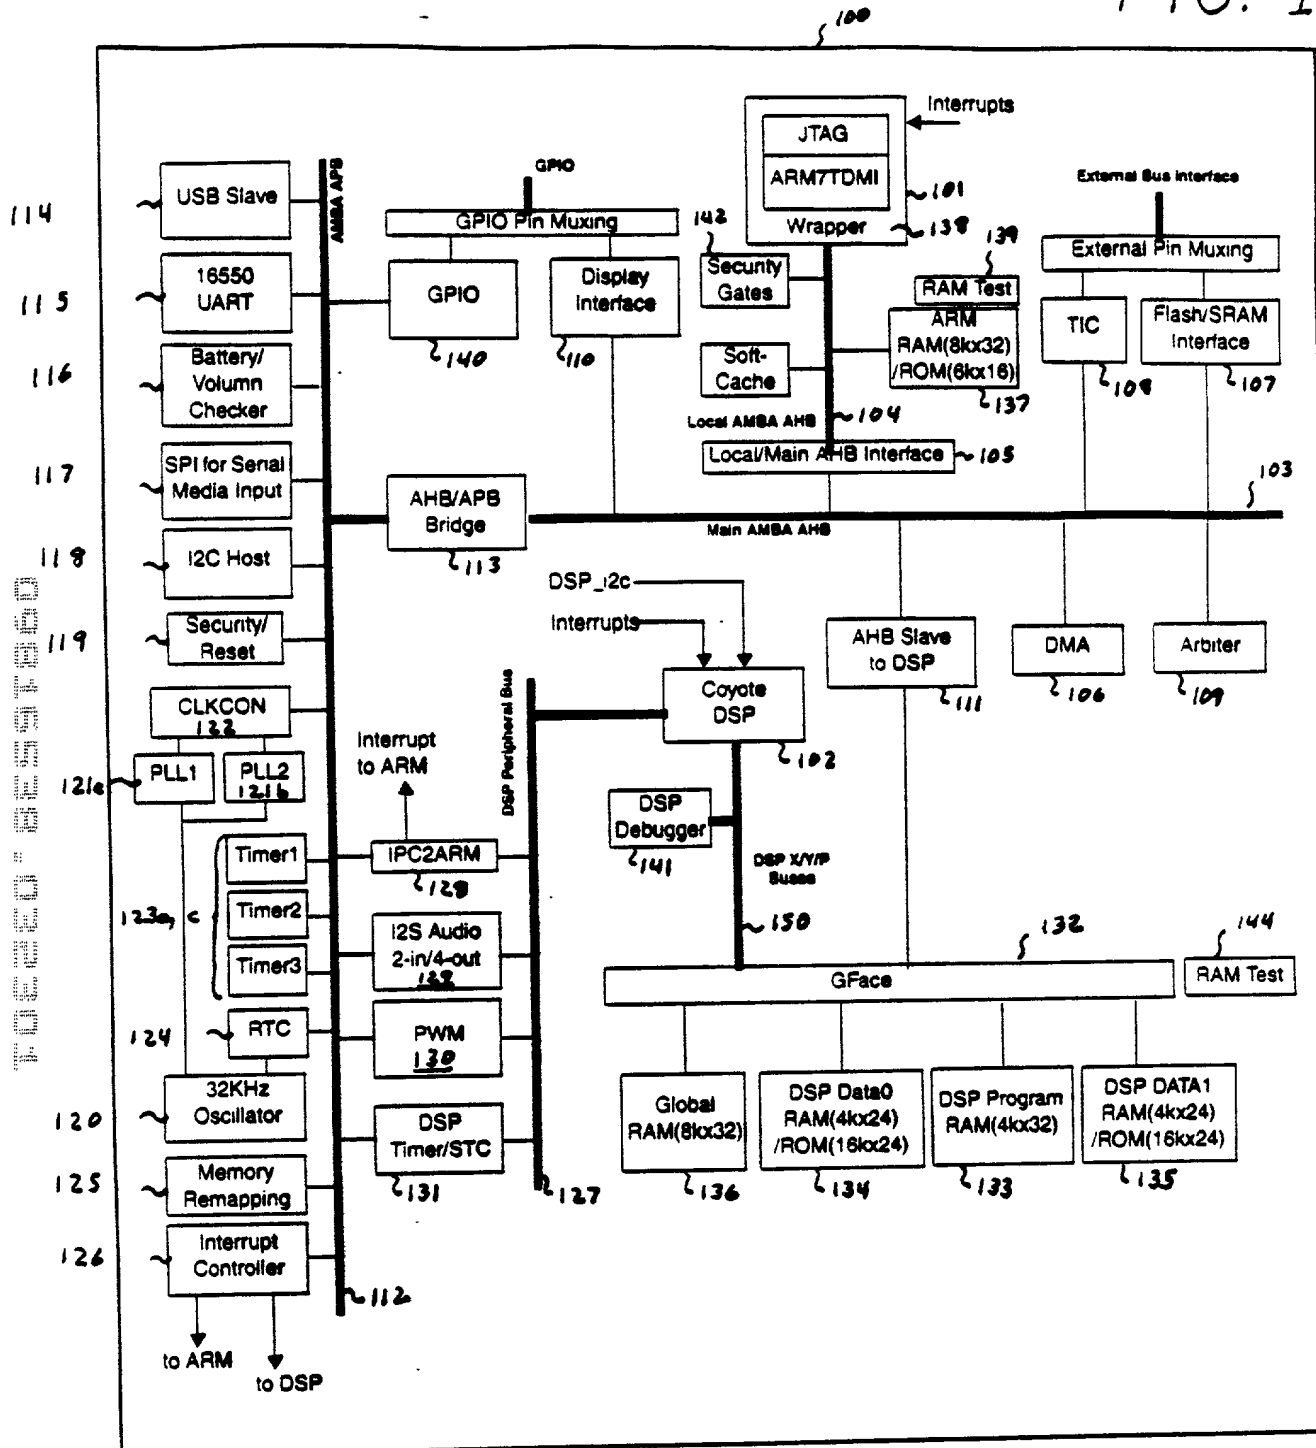 FIG. 1
100
Interrupts
JTAG
ARM7TDMI
101
Wrapper
138
GPIO
GPIO Pin Muxing
External Bus Interface
External Pin Muxing
AMBA APB
114
USB Slave
115
16550
UART
116
Battery/
Volumn
Checker
117
SPI for Serial
Media Input
118
I2C Host
119
Security/
Reset
CLKCON
122
121a
PLL1
PLL2
121b
Timer1
Timer2
Timer3
123a, c
124
RTC
120
32KHz
Oscillator
125
Memory
Remapping
126
Interrupt
Controller
to ARM
to DSP
112
GPIO
140
Display
Interface
110
142
Security
Gates
Soft-
Cache
139
RAM Test
ARM
RAM(8kx32)
/ROM(6kx16)
137
104
Local AMBA AHB
Local/Main AHB Interface
105
TIC
108
Flash/SRAM
Interface
107
103
AHB/APB
Bridge
113
Main AMBA AHB
DSP_i2c
Interrupts
Coyote
DSP
102
AHB Slave
to DSP
111
DMA
106
Arbiter
109
DSP Peripheral Bus
Interrupt
to ARM
IPC2ARM
128
I2S Audio
2-in/4-out
129
PWM
130
DSP
Timer/STC
131
127
DSP
Debugger
141
DSP X/Y/P
Buses
150
132
GFace
144
RAM Test
Global
RAM(8kx32)
136
DSP Data0
RAM(4kx24)
/ROM(16kx24)
134
DSP Program
RAM(4kx32)
133
DSP DATA1
RAM(4kx24)
/ROM(16kx24)
135